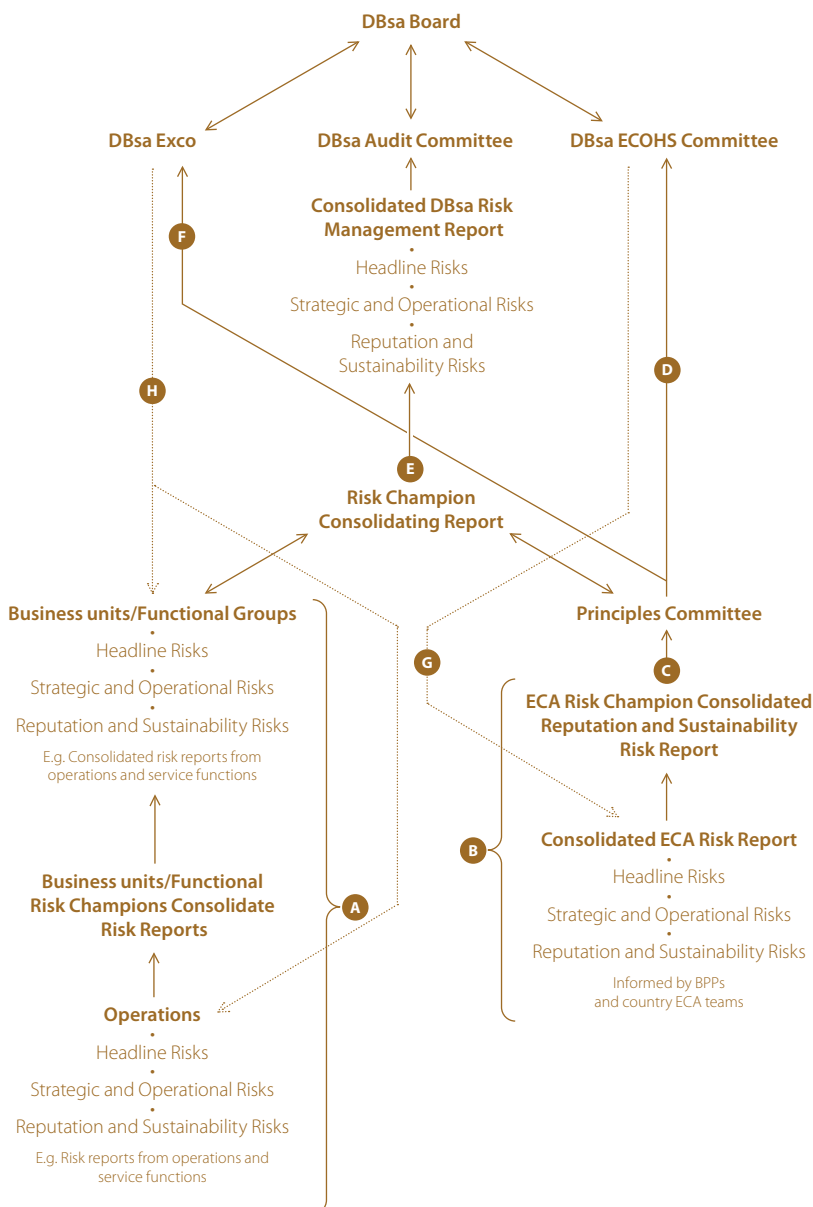 DBsa Board
DBsa Exco
DBsa Audit Committee
DBsa ECOHS Committee
Consolidated DBsa Risk
Management Report
•
Headline Risks
•
Strategic and Operational Risks
•
Reputation and
Sustainability Risks
F
D
H
E
Risk Champion
Consolidating Report
Business units/Functional Groups
•
Headline Risks
•
Strategic and Operational Risks
•
Reputation and Sustainability Risks
E.g. Consolidated risk reports from
operations and service functions
Business units/Functional
Risk Champions Consolidate
Risk Reports
Operations
•
Headline Risks
•
Strategic and Operational Risks
•
Reputation and Sustainability Risks
E.g. Risk reports from operations and
service functions
A
Principles Committee
G
C
ECA Risk Champion Consolidated
Reputation and Sustainability
Risk Report
B
Consolidated ECA Risk Report
•
Headline Risks
•
Strategic and Operational Risks
•
Reputation and Sustainability Risks
Informed by BPPs
and country ECA teams